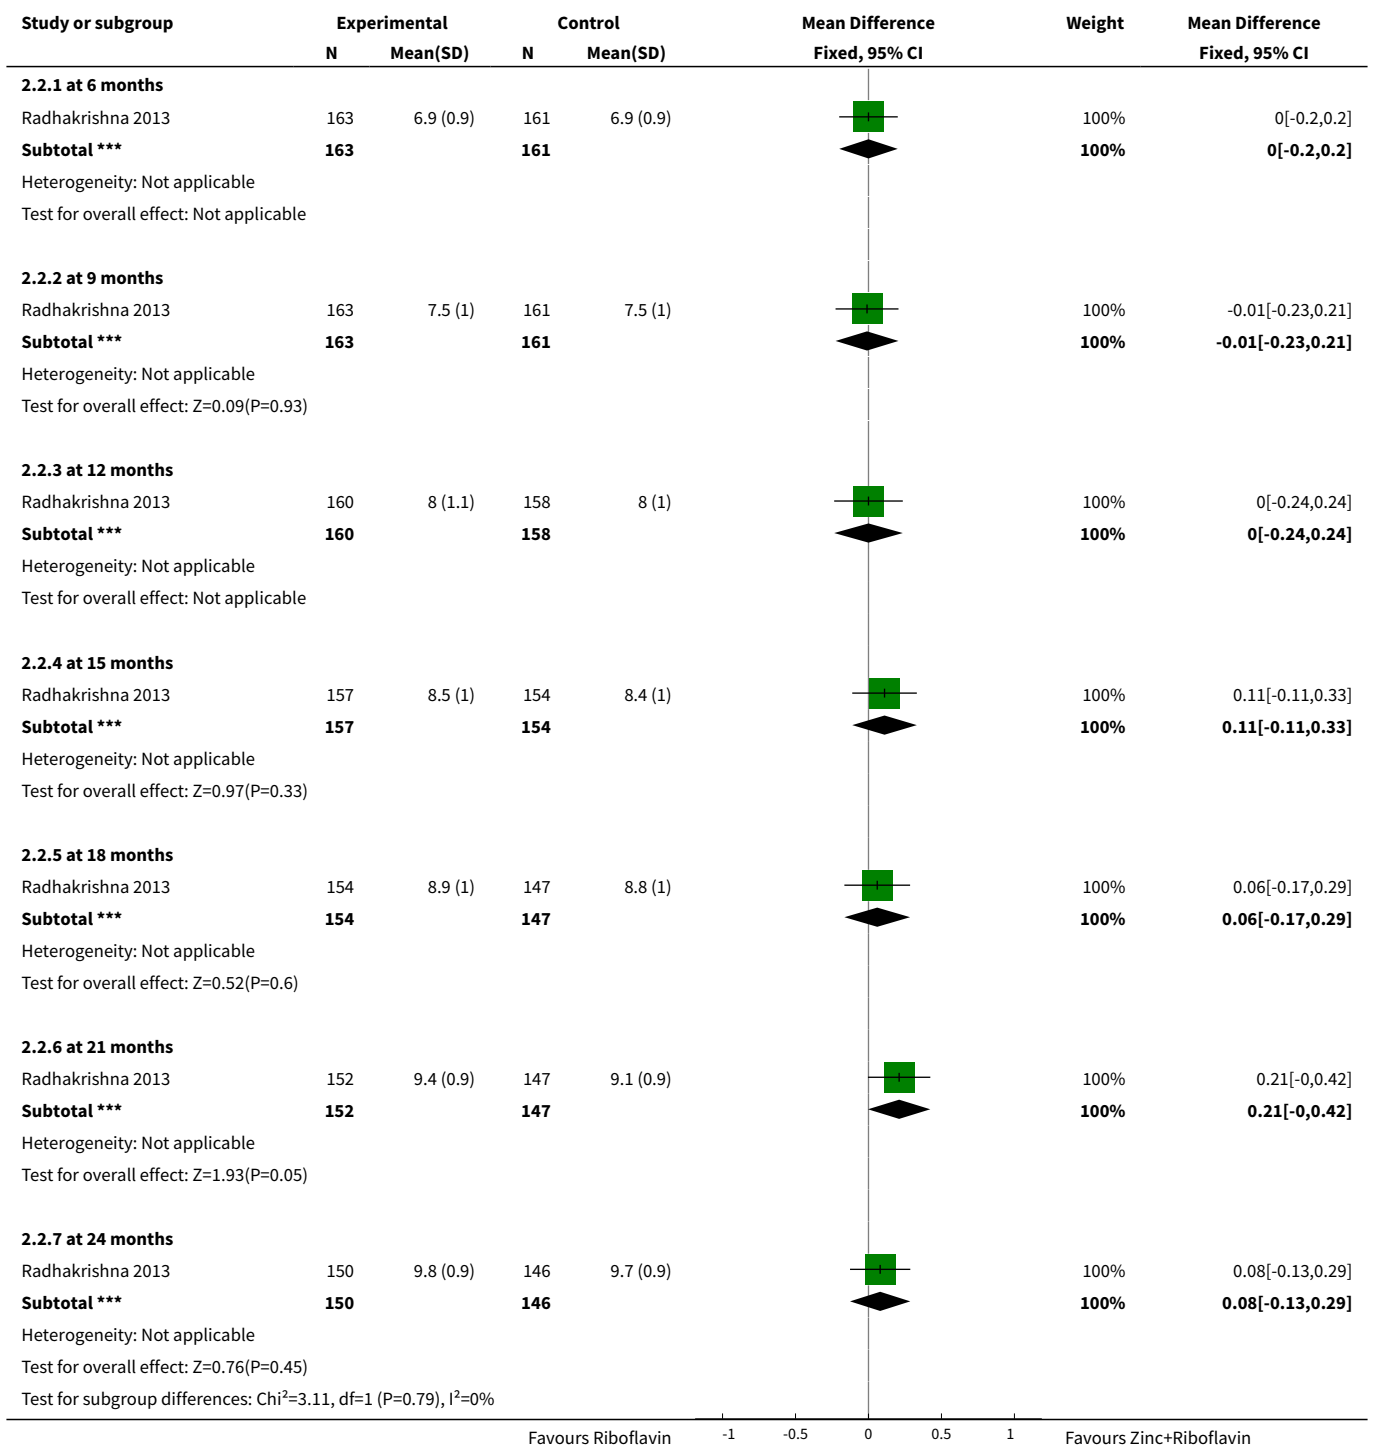 Study or subgroup Experimental Control Mean Difference Weight Mean Difference
N Mean(SD) N Mean(SD) Fixed, 95% CI Fixed, 95% CI
2.2.1 at 6 months
Radhakrishna 2013 163 6.9 (0.9) 161 6.9 (0.9) 100% 0[-0.2,0.2]
Subtotal *** 163 161 100% 0[-0.2,0.2]
Heterogeneity: Not applicable
Test for overall effect: Not applicable
2.2.2 at 9 months
Radhakrishna 2013 163 7.5 (1) 161 7.5 (1) 100% -0.01[-0.23,0.21]
Subtotal *** 163 161 100% -0.01[-0.23,0.21]
Heterogeneity: Not applicable
Test for overall effect: Z=0.09(P=0.93)
2.2.3 at 12 months
Radhakrishna 2013 160 8 (1.1) 158 8 (1) 100% 0[-0.24,0.24]
Subtotal *** 160 158 100% 0[-0.24,0.24]
Heterogeneity: Not applicable
Test for overall effect: Not applicable
2.2.4 at 15 months
Radhakrishna 2013 157 8.5 (1) 154 8.4 (1) 100% 0.11[-0.11,0.33]
Subtotal *** 157 154 100% 0.11[-0.11,0.33]
Heterogeneity: Not applicable
Test for overall effect: Z=0.97(P=0.33)
2.2.5 at 18 months
Radhakrishna 2013 154 8.9 (1) 147 8.8 (1) 100% 0.06[-0.17,0.29]
Subtotal *** 154 147 100% 0.06[-0.17,0.29]
Heterogeneity: Not applicable
Test for overall effect: Z=0.52(P=0.6)
2.2.6 at 21 months
Radhakrishna 2013 152 9.4 (0.9) 147 9.1 (0.9) 100% 0.21[-0,0.42]
Subtotal *** 152 147 100% 0.21[-0,0.42]
Heterogeneity: Not applicable
Test for overall effect: Z=1.93(P=0.05)
2.2.7 at 24 months
Radhakrishna 2013 150 9.8 (0.9) 146 9.7 (0.9) 100% 0.08[-0.13,0.29]
Subtotal *** 150 146 100% 0.08[-0.13,0.29]
Heterogeneity: Not applicable
Test for overall effect: Z=0.76(P=0.45)
Test for subgroup differences: Chi²=3.11, df=1 (P=0.79), I²=0%
Favours Riboflavin -1 -0.5 0 0.5 1 Favours Zinc+Riboflavin